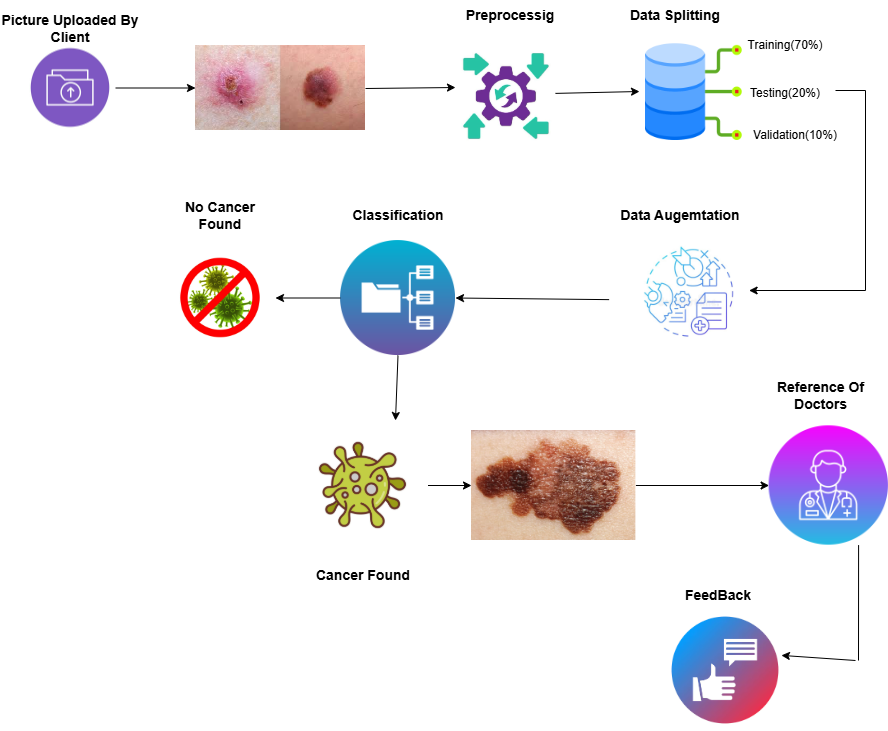 Picture Uploaded By
Client
Preprocessig
Data Splitting
Training(70%)
Testing(20%)
Validation(10%)
No Cancer
Found
Classification
Data Augemtation
Reference Of
Doctors
Cancer Found
FeedBack